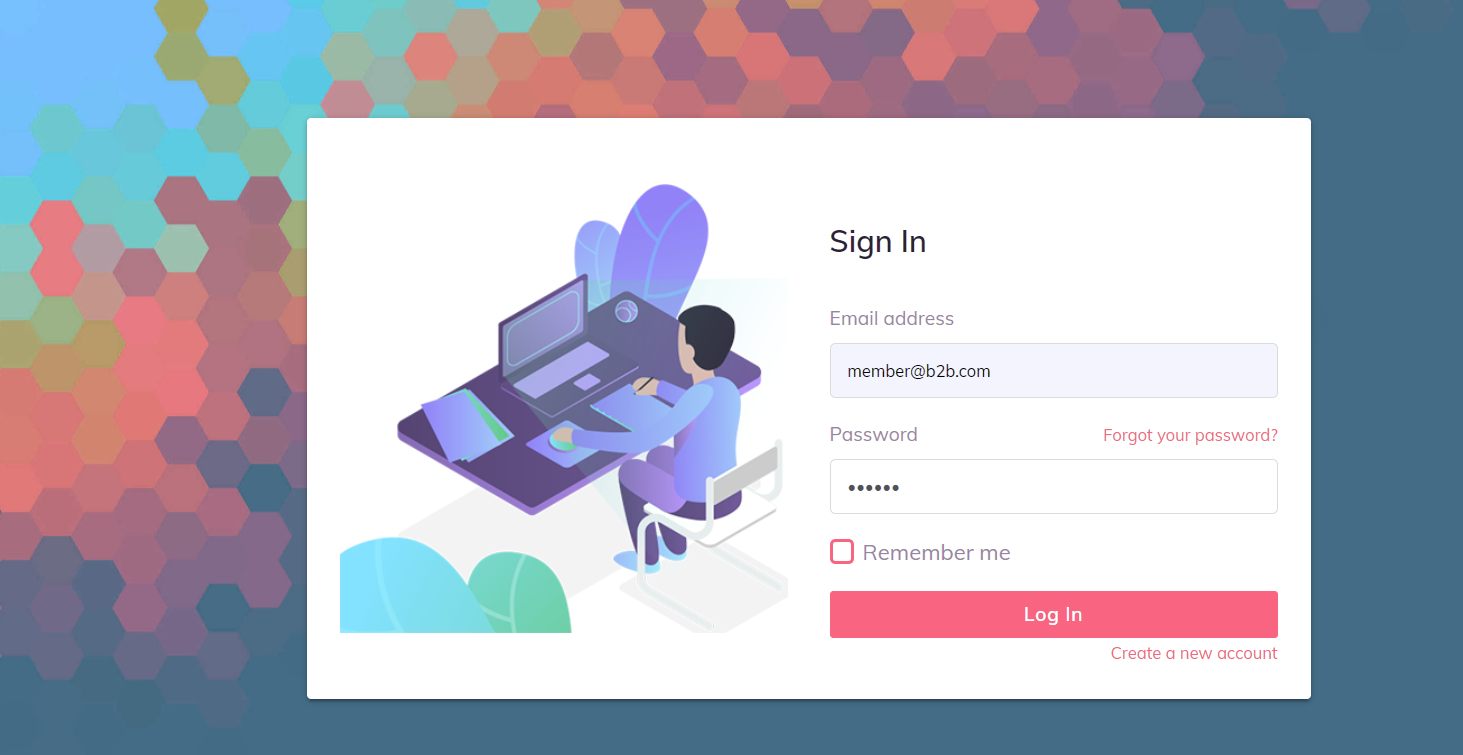 Sign In
Email address
member@b2b.com
Password Forgot your password?
••••••
Remember me
Log In
Create a new account